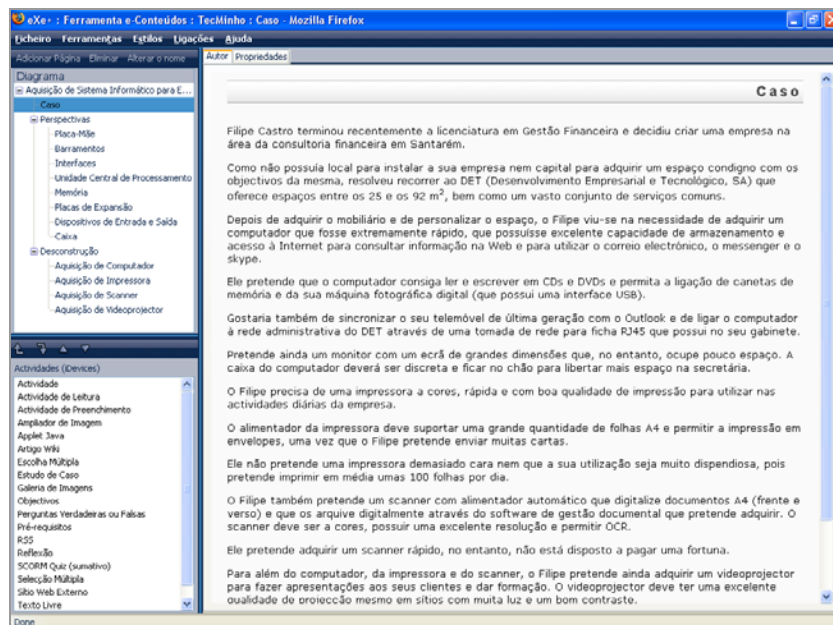 eXe+ : Ferramenta e-Conteúdos : TecMinho : Caso - Mozilla Firefox
Ficheiro Ferramentas Estilos Ligações Ajuda
Adicionar Página Eliminar Alterar o nome
Diagrama
Aquisição de Sistema Informático para E...
Caso
Perspectivas
Placa-Mãe
Barramentos
Interfaces
Unidade Central de Processamento
Memória
Placas de Expansão
Dispositivos de Entrada e Saída
Caixa
Desconstrução
Aquisição de Computador
Aquisição de Impressora
Aquisição de Scanner
Aquisição de Videoprojector
Actividades (iDevices)
Actividade
Actividade de Leitura
Actividade de Preenchimento
Ampliador de Imagem
Applet Java
Artigo Wiki
Escolha Múltipla
Estudo de Caso
Galeria de Imagens
Objectivos
Perguntas Verdadeiras ou Falsas
Pré-requisitos
RSS
Reflexão
SCORM Quiz (sumativo)
Selecção Múltipla
Sítio Web Externo
Texto Livre
Autor Propriedades
Caso
Filipe Castro terminou recentemente a licenciatura em Gestão Financeira e decidiu criar uma empresa na
área da consultoria financeira em Santarém.
Como não possuía local para instalar a sua empresa nem capital para adquirir um espaço condigno com os
objectivos da mesma, resolveu recorrer ao DET (Desenvolvimento Empresarial e Tecnológico, SA) que
oferece espaços entre os 25 e os 92 m², bem como um vasto conjunto de serviços comuns.
Depois de adquirir o mobiliário e de personalizar o espaço, o Filipe viu-se na necessidade de adquirir um
computador que fosse extremamente rápido, que possuísse excelente capacidade de armazenamento e
acesso à Internet para consultar informação na Web e para utilizar o correio electrónico, o messenger e o
skype.
Ele pretende que o computador consiga ler e escrever em CDs e DVDs e permita a ligação de canetas de
memória e da sua máquina fotográfica digital (que possui uma interface USB).
Gostaria também de sincronizar o seu telemóvel de última geração com o Outlook e de ligar o computador
à rede administrativa do DET através de uma tomada de rede para ficha RJ45 que possui no seu gabinete.
Pretende ainda um monitor com um ecrã de grandes dimensões que, no entanto, ocupe pouco espaço. A
caixa do computador deverá ser discreta e ficar no chão para libertar mais espaço na secretária.
O Filipe precisa de uma impressora a cores, rápida e com boa qualidade de impressão para utilizar nas
actividades diárias da empresa.
O alimentador da impressora deve suportar uma grande quantidade de folhas A4 e permitir a impressão em
envelopes, uma vez que o Filipe pretende enviar muitas cartas.
Ele não pretende uma impressora demasiado cara nem que a sua utilização seja muito dispendiosa, pois
pretende imprimir em média umas 100 folhas por dia.
O Filipe também pretende um scanner com alimentador automático que digitalize documentos A4 (frente e
verso) e que os arquive digitalmente através do software de gestão documental que pretende adquirir. O
scanner deve ser a cores, possuir uma excelente resolução e permitir OCR.
Ele pretende adquirir um scanner rápido, no entanto, não está disposto a pagar uma fortuna.
Para além do computador, da impressora e do scanner, o Filipe pretende ainda adquirir um videoprojector
para fazer apresentações aos seus clientes e dar formação. O videoprojector deve ter uma excelente
qualidade de projecção mesmo em sítios com muita luz e um bom contraste.
Done